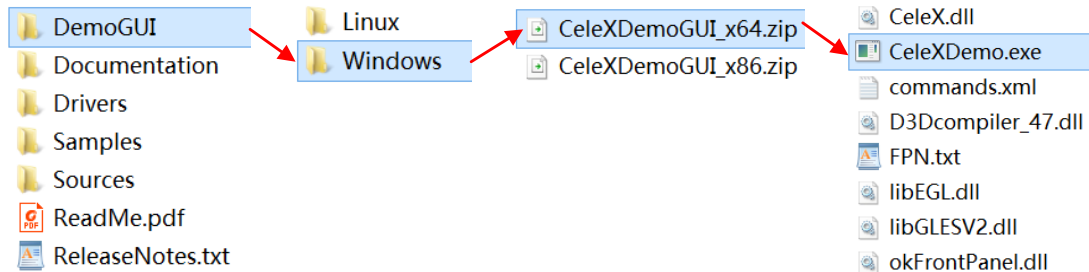 DemoGUI
Documentation
Drivers
Samples
Sources
ReadMe.pdf
ReleaseNotes.txt
Linux
Windows
CeleXDemoGUI_x64.zip
CeleXDemoGUI_x86.zip
CeleX.dll
CeleXDemo.exe
commands.xml
D3Dcompiler_47.dll
FPN.txt
libEGL.dll
libGLESV2.dll
okFrontPanel.dll